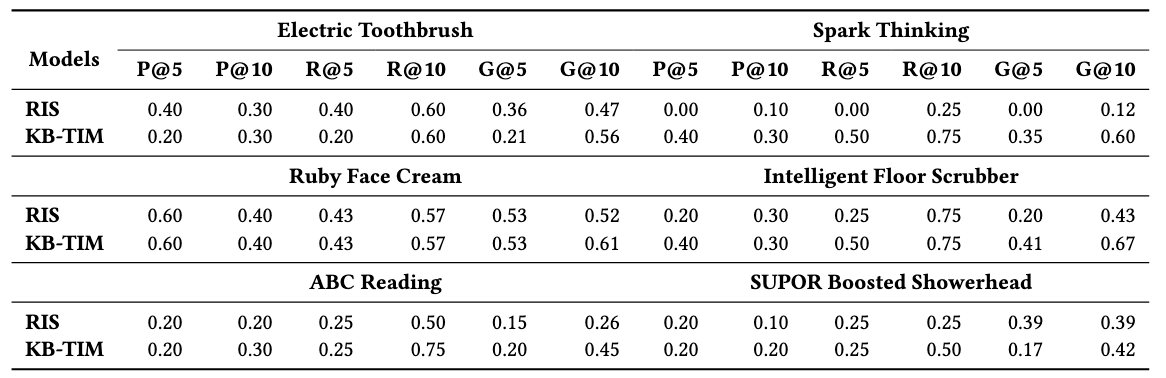 Models Electric Toothbrush Spark Thinking
P@5 P@10 R@5 R@10 G@5 G@10 P@5 P@10 R@5 R@10 G@5 G@10
RIS 0.40 0.30 0.40 0.60 0.36 0.47 0.00 0.10 0.00 0.25 0.00 0.12
KB-TIM 0.20 0.30 0.20 0.60 0.21 0.56 0.40 0.30 0.50 0.75 0.35 0.60
Ruby Face Cream Intelligent Floor Scrubber
RIS 0.60 0.40 0.43 0.57 0.53 0.52 0.20 0.30 0.25 0.75 0.20 0.43
KB-TIM 0.60 0.40 0.43 0.57 0.53 0.61 0.40 0.30 0.50 0.75 0.41 0.67
ABC Reading SUPOR Boosted Showerhead
RIS 0.20 0.20 0.25 0.50 0.15 0.26 0.20 0.10 0.25 0.25 0.39 0.39
KB-TIM 0.20 0.30 0.25 0.75 0.20 0.45 0.20 0.20 0.25 0.50 0.17 0.42